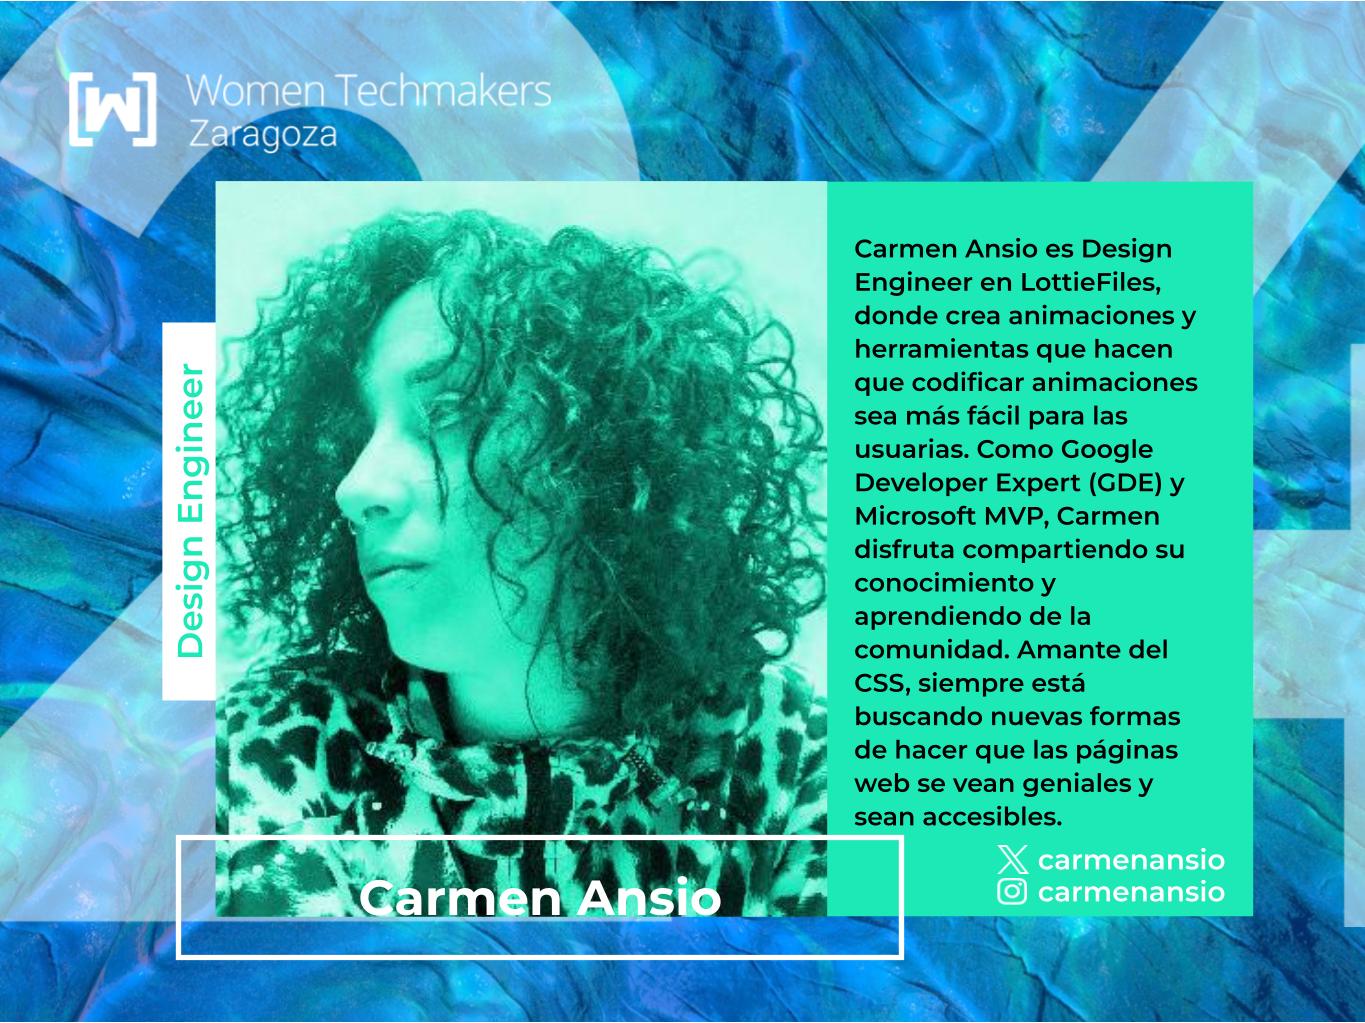 Women Techmakers
Zaragoza
Design Engineer
Carmen Ansio es Design
Engineer en LottieFiles,
donde crea animaciones y
herramientas que hacen
que codificar animaciones
sea más fácil para las
usuarias. Como Google
Developer Expert (GDE) y
Microsoft MVP, Carmen
disfruta compartiendo su
conocimiento y
aprendiendo de la
comunidad. Amante del
CSS, siempre está
buscando nuevas formas
de hacer que las páginas
web se vean geniales y
sean accesibles.
carmenansio
carmenansio
Carmen Ansio